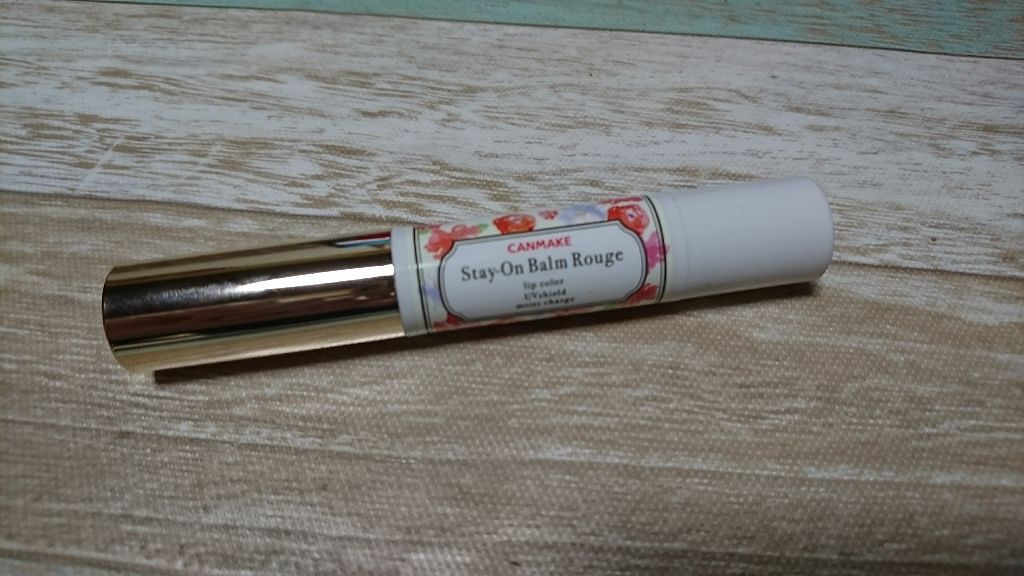 CANMAKE
Stay-On Balm Rouge
lip color
UVshield
moist charge